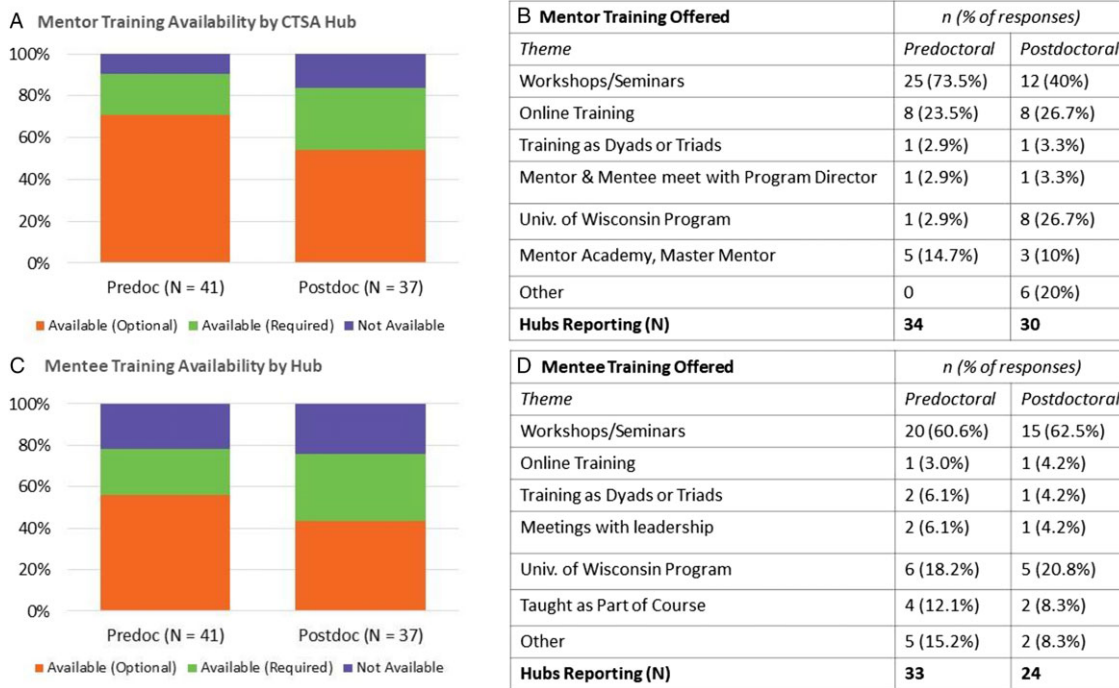 A Mentor Training Availability by CTSA Hub
100%
80%
60%
40%
20%
0%
Predoc (N = 41) Postdoc (N = 37)
Available (Optional) Available (Required) Not Available
B Mentor Training Offered n (% of responses)
Theme Predoctoral Postdoctoral
Workshops/Seminars 25 (73.5%) 12 (40%)
Online Training 8 (23.5%) 8 (26.7%)
Training as Dyads or Triads 1 (2.9%) 1 (3.3%)
Mentor & Mentee meet with Program Director 1 (2.9%) 1 (3.3%)
Univ. of Wisconsin Program 1 (2.9%) 8 (26.7%)
Mentor Academy, Master Mentor 5 (14.7%) 3 (10%)
Other 0 6 (20%)
Hubs Reporting (N) 34 30
C Mentee Training Availability by Hub
100%
80%
60%
40%
20%
0%
Predoc (N = 41) Postdoc (N = 37)
Available (Optional) Available (Required) Not Available
D Mentee Training Offered n (% of responses)
Theme Predoctoral Postdoctoral
Workshops/Seminars 20 (60.6%) 15 (62.5%)
Online Training 1 (3.0%) 1 (4.2%)
Training as Dyads or Triads 2 (6.1%) 1 (4.2%)
Meetings with leadership 2 (6.1%) 1 (4.2%)
Univ. of Wisconsin Program 6 (18.2%) 5 (20.8%)
Taught as Part of Course 4 (12.1%) 2 (8.3%)
Other 5 (15.2%) 2 (8.3%)
Hubs Reporting (N) 33 24